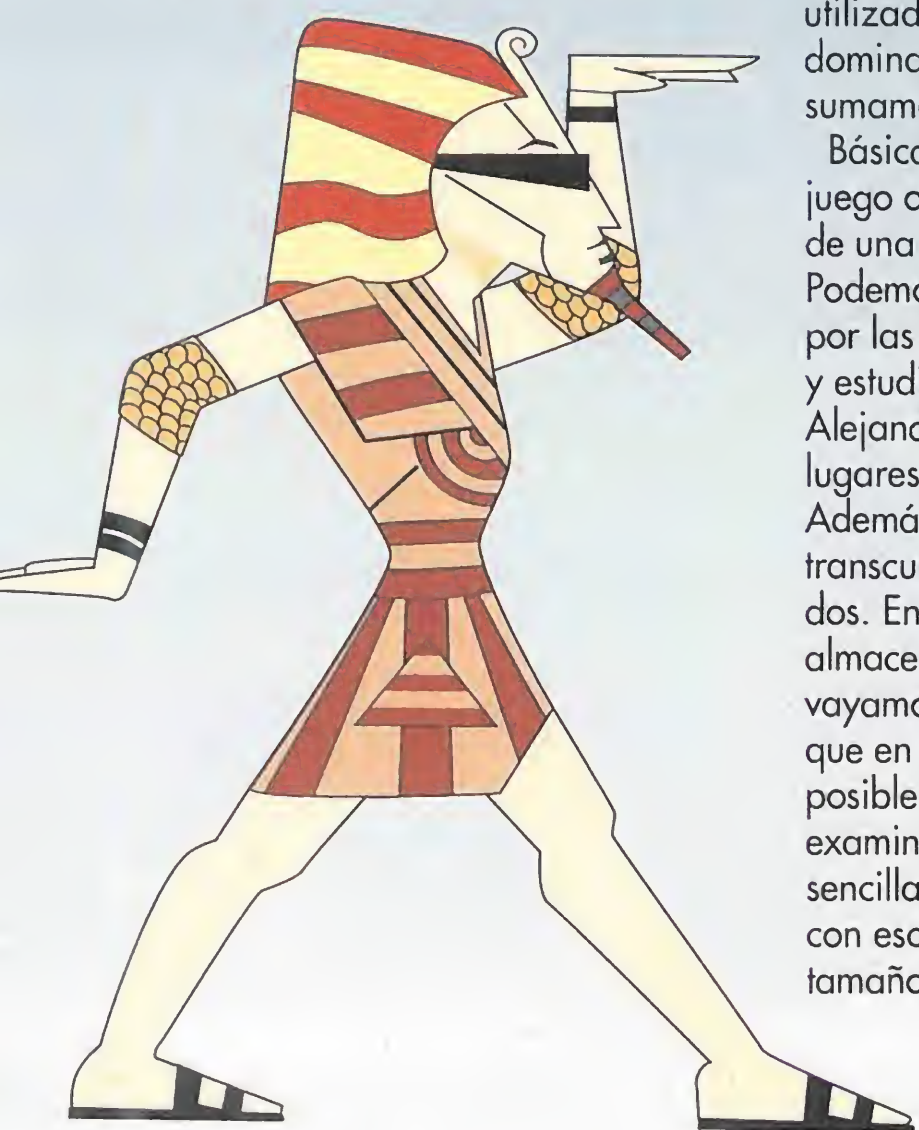 utilizad
domina
sumam
Básica
juego o
de una
Podemo
por las
y estudi
Alejand
lugares
Ademá
transcu
dos. En
almace
vayamo
que en
posible
examin
sencilla
con esc
tamaño